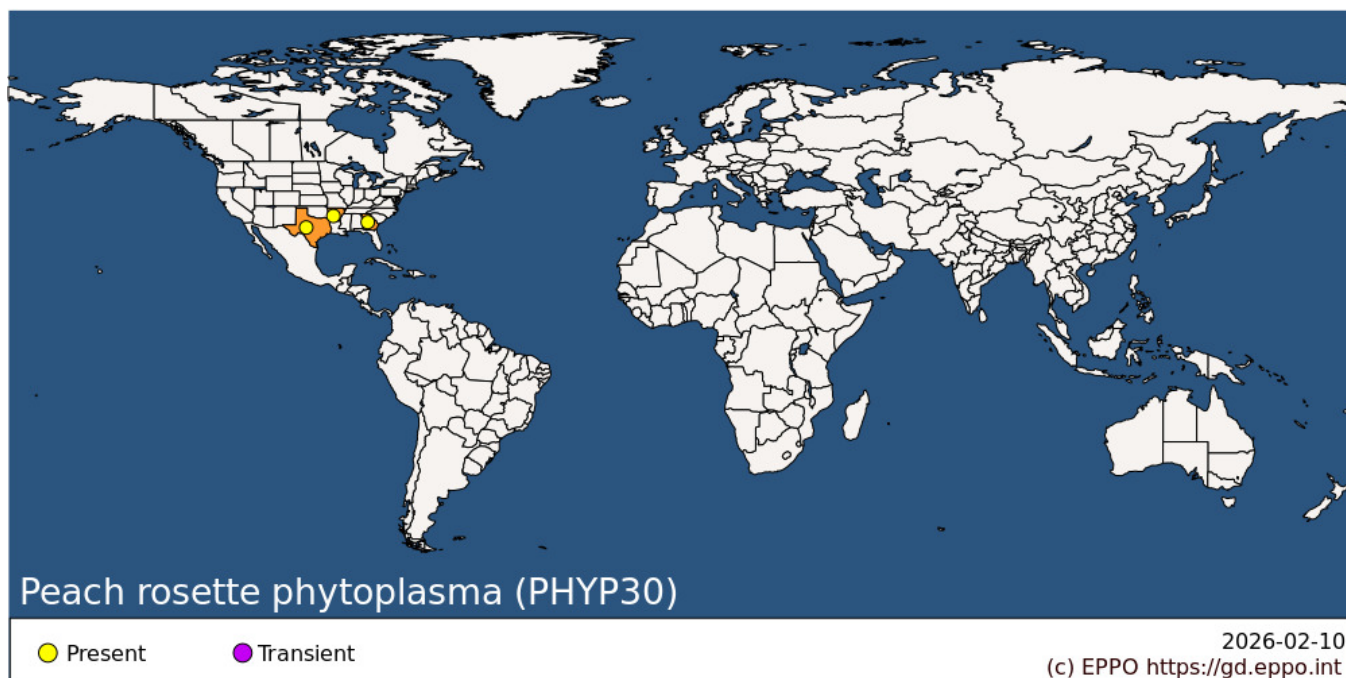 Peach rosette phytoplasma (PHYP30)
Present
Transient
2026-02-10
(c) EPPO https://gd.eppo.int